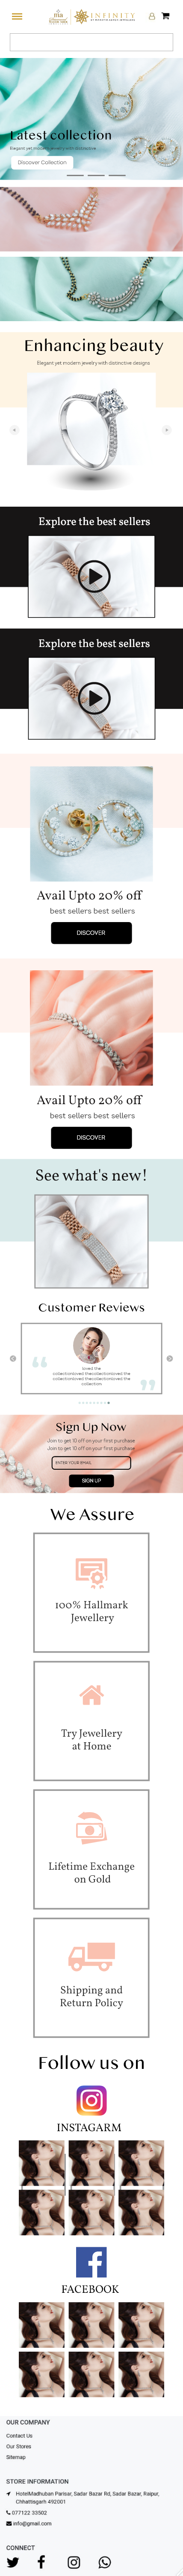 INFINITY
Latest collection
Elegant yet modern jewelry with distinctive
Discover Collection
Enhancing beauty
Elegant yet modern jewelry with distinctive designs
Explore the best sellers
Explore the best sellers
Avail Upto 20% off
best sellers best sellers
DISCOVER
Avail Upto 20% off
best sellers best sellers
DISCOVER
See what's new!
Customer Reviews
loved the
collectionloved thescollectionloved the
collectionloved thescollectionloved the
collection.
Sign Up Now
Join to get 10 off on your first purchase
Join to get 10 off on your first purchase
ENTER YOUR EMAIL
SIGN UP
We Assure
100% Hallmark
Jewellery
Try Jewellery
at Home
Lifetime Exchange
on Gold
Shipping and
Return Policy
Follow us on
INSTAGARM
FACEBOOK
OUR COMPANY
Contact Us
Our Stores
Sitemap
STORE INFORMATION
HotelMadhuban Parisar, Sadar Bazar Rd, Sadar Bazar, Raipur,
Chhattisgarh 492001
077122 33502
info@gmail.com
CONNECT